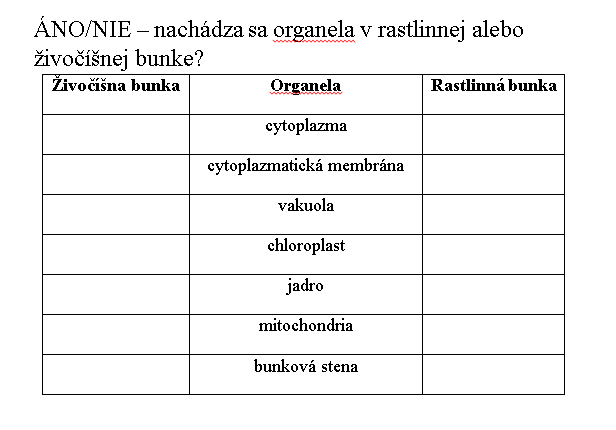 ÁNO/NIE – nachádza sa organela v rastlinnej alebo
živočíšnej bunke?
Živočíšna bunka Organela Rastlinná bunka
cytoplazma
cytoplazmatická membrána
vakuola
chloroplast
jadro
mitochondria
bunková stena